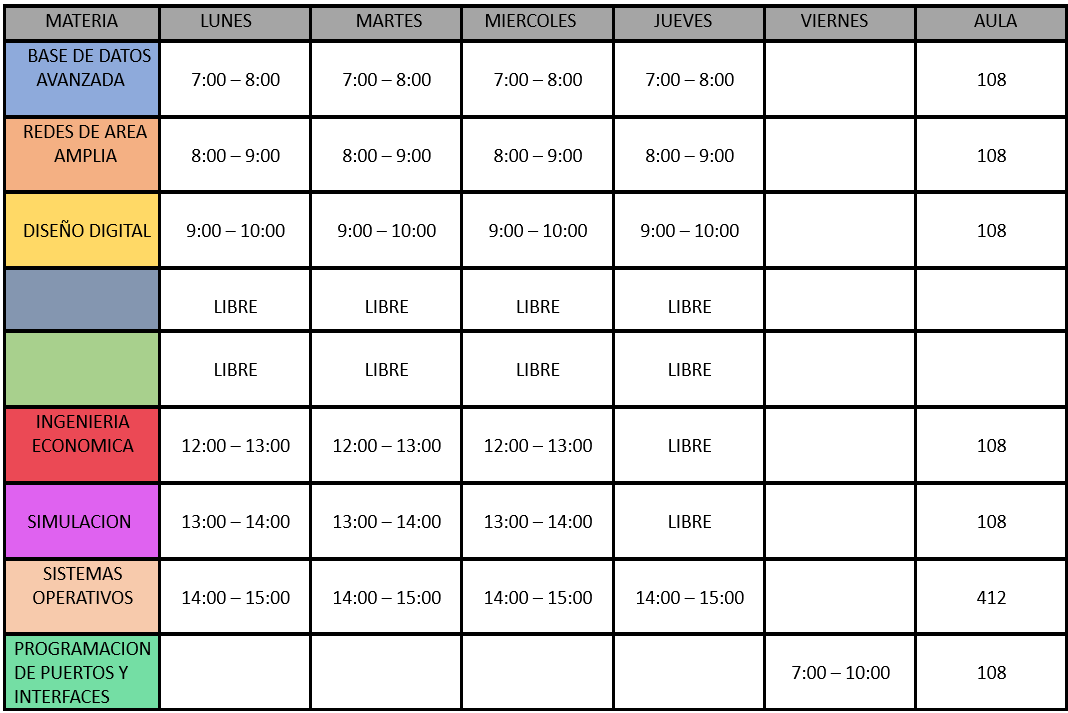 MATERIA LUNES MARTES MIERCOLES JUEVES VIERNES AULA
BASE DE DATOS
AVANZADA 7:00 – 8:00 7:00 – 8:00 7:00 – 8:00 7:00 – 8:00 108
REDES DE AREA
AMPLIA 8:00 – 9:00 8:00 – 9:00 8:00 – 9:00 8:00 – 9:00 108
DISEÑO DIGITAL 9:00 – 10:00 9:00 – 10:00 9:00 – 10:00 9:00 – 10:00 108
LIBRE LIBRE LIBRE LIBRE
LIBRE LIBRE LIBRE LIBRE
INGENIERIA
ECONOMICA 12:00 – 13:00 12:00 – 13:00 12:00 – 13:00 LIBRE 108
SIMULACION 13:00 – 14:00 13:00 – 14:00 13:00 – 14:00 LIBRE 108
SISTEMAS
OPERATIVOS 14:00 – 15:00 14:00 – 15:00 14:00 – 15:00 14:00 – 15:00 412
PROGRAMACION
DE PUERTOS Y 7:00 – 10:00 108
INTERFACES